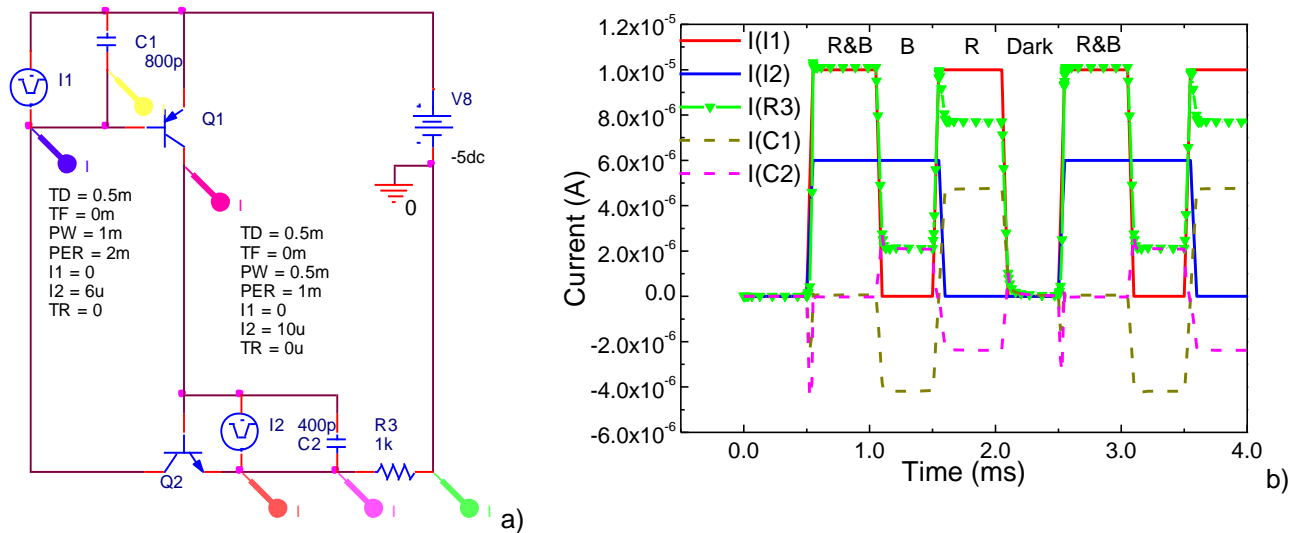 C1
800p
I1
Q1
V8
-5dc
0
I
I
TD = 0.5m
TF = 0m
PW = 1m
PER = 2m
I1 = 0
I2 = 6u
TR = 0
TD = 0.5m
TF = 0m
PW = 0.5m
PER = 1m
I1 = 0
I2 = 10u
TR = 0u
I2
400p
C2
R3
1k
Q2
I
I
I
a)
1.2x10-5
1.0x10-5
8.0x10-6
6.0x10-6
4.0x10-6
2.0x10-6
0.0
-2.0x10-6
-4.0x10-6
-6.0x10-6
Current (A)
I(I1)
I(I2)
I(R3)
I(C1)
I(C2)
R&B B R Dark R&B
0.0 1.0 2.0 3.0 4.0
Time (ms)
b)